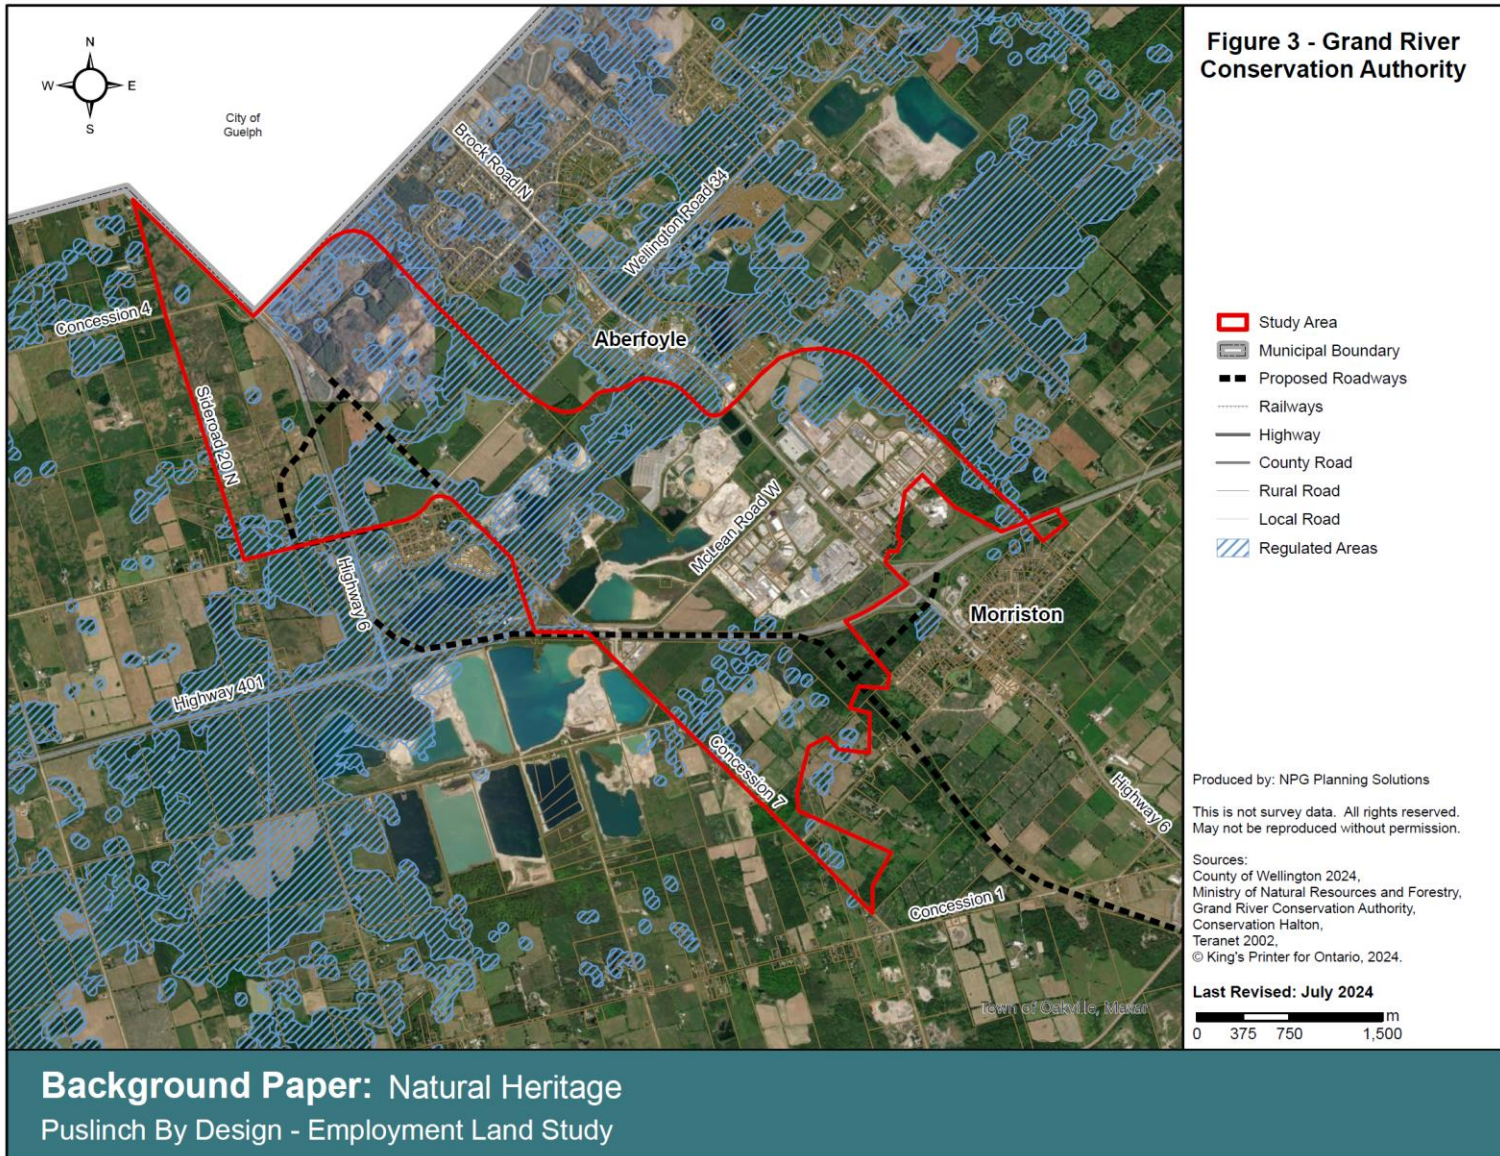 Figure 3 - Grand River
Conservation Authority
N
W
E
S
City of
Guelph
Brock Road N
Wellington Road 34
Concession 4
Aberfoyle
Sideroad 20 N
McLean Road W
Highway 6
Morriston
Highway 401
Concession 7
Highway 6
Concession 1
Town of Oakville, Maxar
Study Area
Municipal Boundary
Proposed Roadways
Railways
Highway
County Road
Rural Road
Local Road
Regulated Areas
Produced by: NPG Planning Solutions
This is not survey data. All rights reserved.
May not be reproduced without permission.
Sources:
County of Wellington 2024,
Ministry of Natural Resources and Forestry,
Grand River Conservation Authority,
Conservation Halton,
Teranet 2002,
© King's Printer for Ontario, 2024.
Last Revised: July 2024
m
0 375 750 1,500
Background Paper: Natural Heritage
Puslinch By Design - Employment Land Study